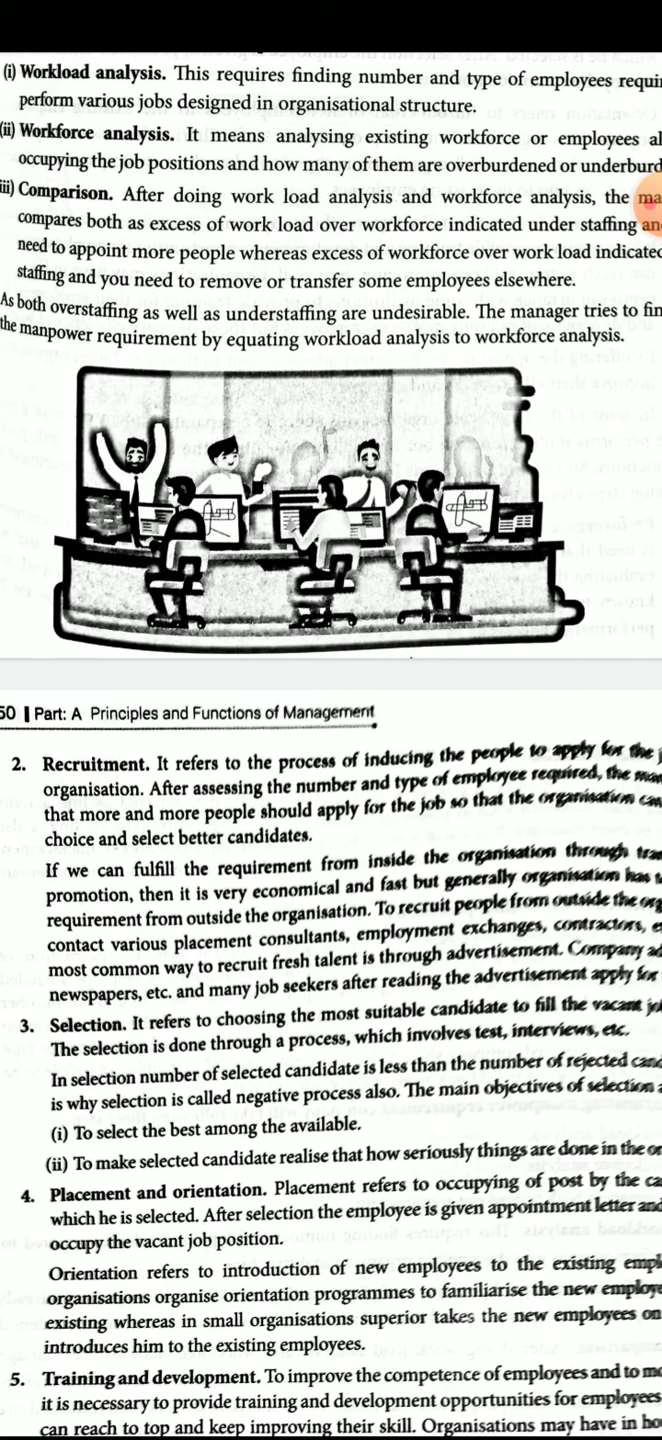 (i) Workload analysis. This requires finding number and type of employees requi
perform various jobs designed in organisational structure.
(ii) Workforce analysis. It means analysing existing workforce or employees al
occupying the job positions and how many of them are overburdened or underburd
iii) Comparison. After doing work load analysis and workforce analysis, the ma
compares both as excess of work load over workforce indicated under staffing an
need to appoint more people whereas excess of workforce over work load indicate
staffing and you need to remove or transfer some employees elsewhere.
As both overstaffing as well as understaffing are undesirable. The manager tries to fin
the manpower requirement by equating workload analysis to workforce analysis.
50 | Part: A Principles and Functions of Management
2. Recruitment. It refers to the process of inducing the people to apply for the j
organisation. After assessing the number and type of employee required, the man
that more and more people should apply for the job so that the organisation can
choice and select better candidates.
If we can fulfill the requirement from inside the organisation through tran
promotion, then it is very economical and fast but generally organisation has t
requirement from outside the organisation. To recruit people from outside the org
contact various placement consultants, employment exchanges, contractors, e
most common way to recruit fresh talent is through advertisement. Company ad
newspapers, etc. and many job seekers after reading the advertisement apply for
3. Selection. It refers to choosing the most suitable candidate to fill the vacant jo
The selection is done through a process, which involves test, interviews, etc.
In selection number of selected candidate is less than the number of rejected cand
is why selection is called negative process also. The main objectives of selection a
(i) To select the best among the available.
(ii) To make selected candidate realise that how seriously things are done in the or
4. Placement and orientation. Placement refers to occupying of post by the ca
which he is selected. After selection the employee is given appointment letter and
occupy the vacant job position.
Orientation refers to introduction of new employees to the existing empl
organisations organise orientation programmes to familiarise the new employe
existing whereas in small organisations superior takes the new employees on
introduces him to the existing employees.
5. Training and development. To improve the competence of employees and to mo
it is necessary to provide training and development opportunities for employees
can reach to top and keep improving their skill. Organisations may have in ho